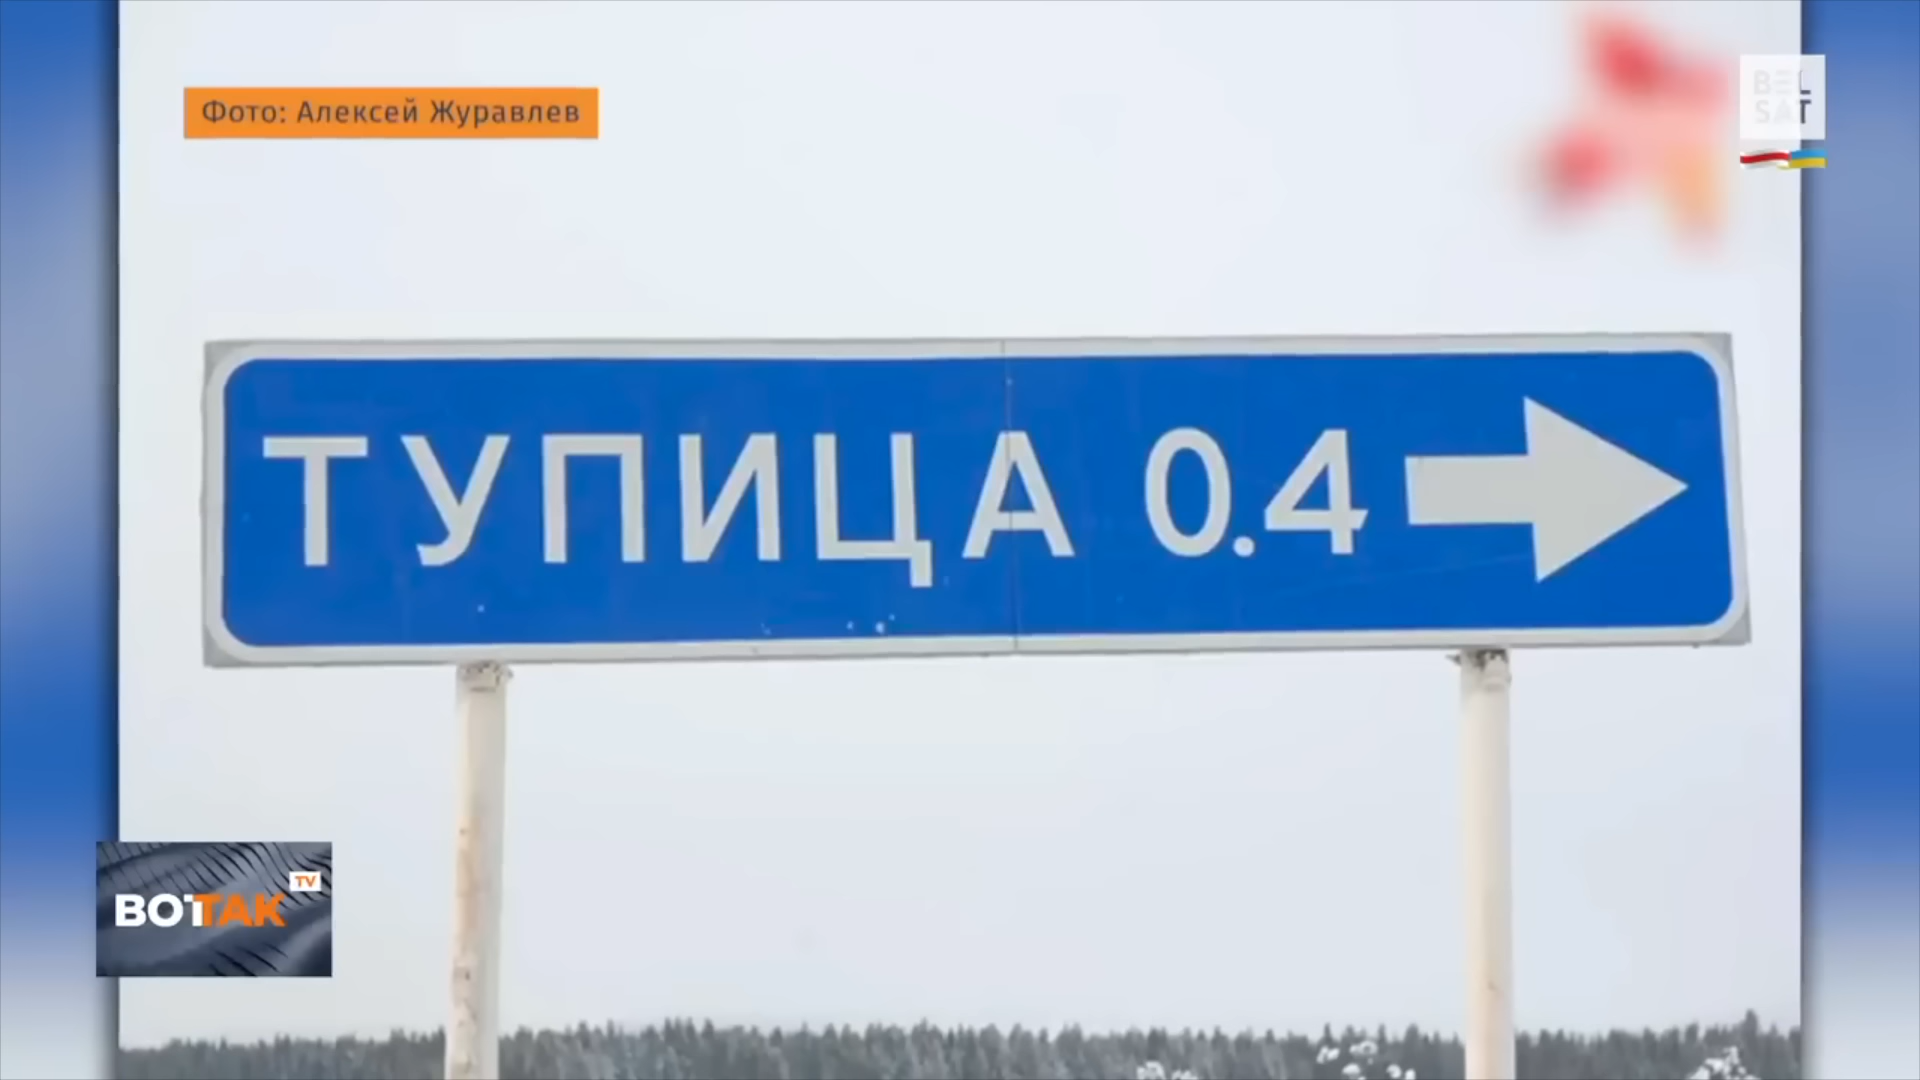 Фото: Алексей Журавлев
BEL
SAT
ТУПИЦА 0.4
TV
ВОТТАК